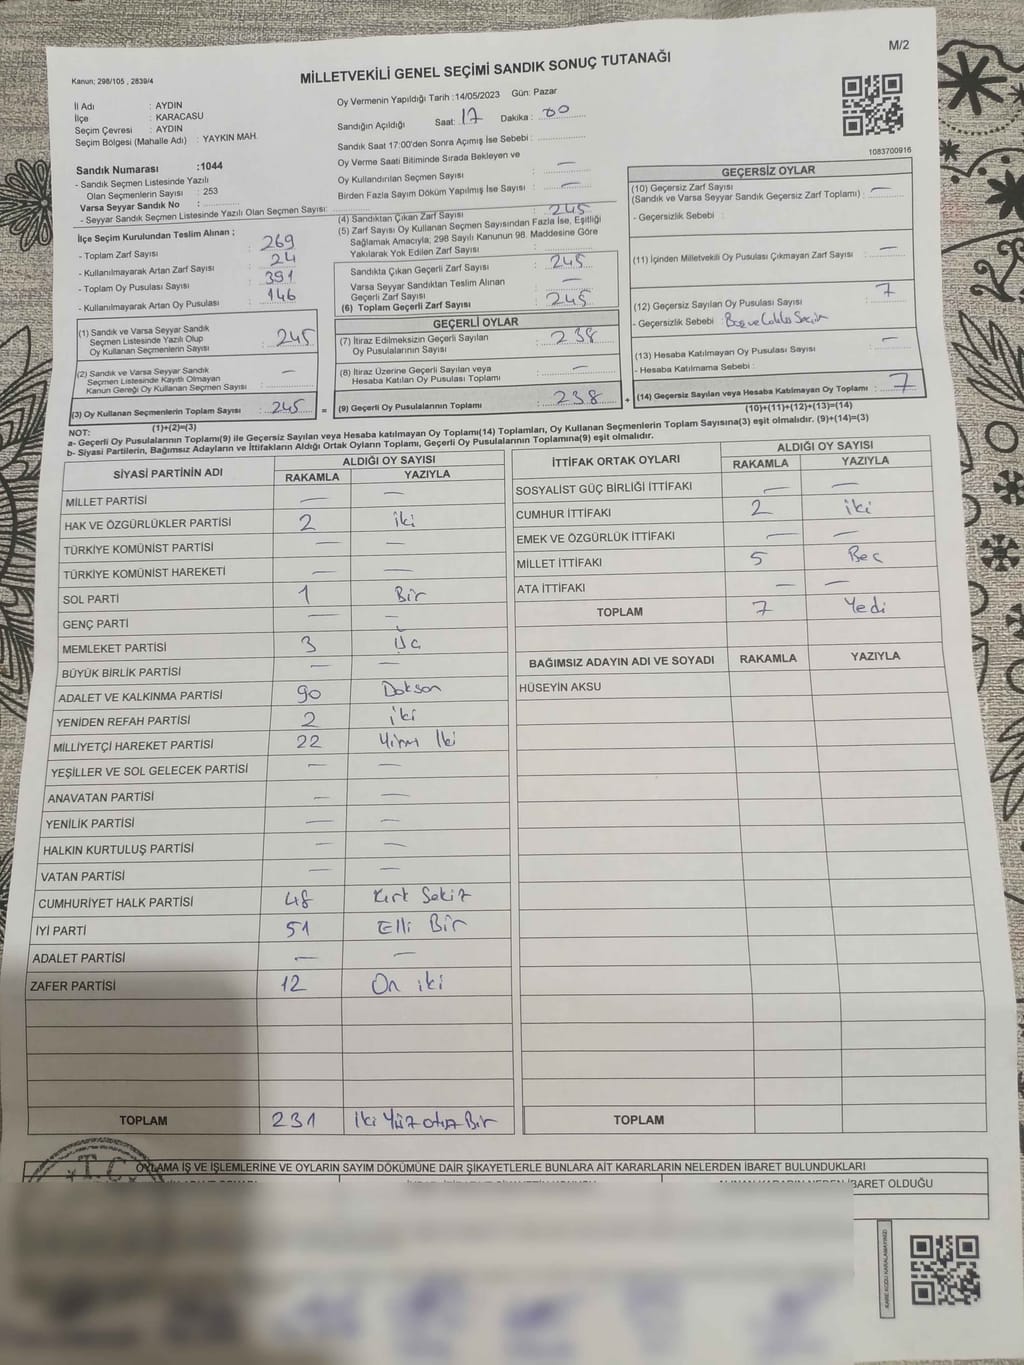 M/2
Kanun; 298/105 , 2839/4
MİLLETVEKİLİ GENEL SEÇİMİ SANDIK SONUÇ TUTANAĞI
İl Adı : AYDIN
İlçe : KARACASU
Seçim Çevresi : AYDIN
Seçim Bölgesi (Mahalle Adı) : YAYKIN MAH.
Oy Vermenin Yapıldığı Tarih :14/05/2023 Gün: Pazar
Sandığın Açıldığı Saat: 17 Dakika : 00
Sandık Saat 17:00'den Sonra Açımış İse Sebebi :
Oy Verme Saati Bitiminde Sırada Bekleyen ve
Oy Kullandırılan Seçmen Sayısı : —
Birden Fazla Sayım Döküm Yapılmış İse Sayısı : —
1083700916
Sandık Numarası :1044
- Sandık Seçmen Listesinde Yazılı
Olan Seçmenlerin Sayısı : 253
Varsa Seyyar Sandık No :
- Seyyar Sandık Seçmen Listesinde Yazılı Olan Seçmen Sayısı:
İlçe Seçim Kurulundan Teslim Alınan ;
- Toplam Zarf Sayısı : 269
- Kullanılmayarak Artan Zarf Sayısı : 24
- Toplam Oy Pusulası Sayısı : 391
- Kullanılmayarak Artan Oy Pusulası : 146
(1) Sandık ve Varsa Seyyar Sandık
Seçmen Listesinde Yazılı Olup
Oy Kullanan Seçmenlerin Sayısı : 245
(2) Sandık ve Varsa Seyyar Sandık
Seçmen Listesinde Kayıtlı Olmayan
Kanun Gereği Oy Kullanan Seçmen Sayısı : —
(3) Oy Kullanan Seçmenlerin Toplam Sayısı : 245 =
(1)+(2)=(3)
(4) Sandıktan Çıkan Zarf Sayısı : 245
(5) Zarf Sayısı Oy Kullanan Seçmen Sayısından Fazla İse, Eşitliği
Sağlamak Amacıyla; 298 Sayılı Kanunun 98. Maddesine Göre
Yakılarak Yok Edilen Zarf Sayısı :
Sandıkta Çıkan Geçerli Zarf Sayısı : 245
Varsa Seyyar Sandıktan Teslim Alınan
Geçerli Zarf Sayısı : —
(6) Toplam Geçerli Zarf Sayısı : 245
GEÇERLİ OYLAR
(7) İtiraz Edilmeksizin Geçerli Sayılan
Oy Pusulalarının Sayısı : 238
(8) İtiraz Üzerine Geçerli Sayılan veya
Hesaba Katılan Oy Pusulası Toplamı : —
(9) Geçerli Oy Pusulalarının Toplamı : 238 +
GEÇERSİZ OYLAR
(10) Geçersiz Zarf Sayısı : —
(Sandık ve Varsa Seyyar Sandık Geçersiz Zarf Toplamı)
- Geçersizlik Sebebi :
(11) İçinden Milletvekili Oy Pusulası Çıkmayan Zarf Sayısı : —
(12) Geçersiz Sayılan Oy Pusulası Sayısı : 7
- Geçersizlik Sebebi :
(13) Hesaba Katılmayan Oy Pusulası Sayısı : —
- Hesaba Katılmama Sebebi :
(14) Geçersiz Sayılan veya Hesaba Katılmayan Oy Toplamı : 7
(10)+(11)+(12)+(13)=(14)
NOT:
a- Geçerli Oy Pusulalarının Toplamı(9) ile Geçersiz Sayılan veya Hesaba katılmayan Oy Toplamı(14) Toplamları, Oy Kullanan Seçmenlerin Toplam Sayısına(3) eşit olmalıdır. (9)+(14)=(3)
b- Siyasi Partilerin, Bağımsız Adayların ve İttifakların Aldığı Ortak Oyların Toplamı, Geçerli Oy Pusulalarının Toplamına(9) eşit olmalıdır.
SİYASİ PARTİNİN ADI ALDIĞI OY SAYISI
RAKAMLA YAZIYLA
MİLLET PARTİSİ — —
HAK VE ÖZGÜRLÜKLER PARTİSİ 2 iki
TÜRKİYE KOMÜNİST PARTİSİ — —
TÜRKİYE KOMÜNİST HAREKETİ — —
SOL PARTİ 1 Bir
GENÇ PARTİ — —
MEMLEKET PARTİSİ 3 Üç
BÜYÜK BİRLİK PARTİSİ — —
ADALET VE KALKINMA PARTİSİ 90 Doksan
YENİDEN REFAH PARTİSİ 2 iki
MİLLİYETÇİ HAREKET PARTİSİ 22 Yirmi İki
YEŞİLLER VE SOL GELECEK PARTİSİ — —
ANAVATAN PARTİSİ — —
YENİLİK PARTİSİ — —
HALKIN KURTULUŞ PARTİSİ — —
VATAN PARTİSİ — —
CUMHURİYET HALK PARTİSİ 48 Kırk Sekiz
İYİ PARTİ 51 Elli Bir
ADALET PARTİSİ — —
ZAFER PARTİSİ 12 On iki
TOPLAM 231 İki Yüz otuz Bir
İTTİFAK ORTAK OYLARI ALDIĞI OY SAYISI
RAKAMLA YAZIYLA
SOSYALİST GÜÇ BİRLİĞİ İTTİFAKI — —
CUMHUR İTTİFAKI 2 iki
EMEK VE ÖZGÜRLÜK İTTİFAKI — —
MİLLET İTTİFAKI 5 Beş
ATA İTTİFAKI — —
TOPLAM 7 Yedi
BAĞIMSIZ ADAYIN ADI VE SOYADI RAKAMLA YAZIYLA
HÜSEYİN AKSU
TOPLAM
OYLAMA İŞ VE İŞLEMLERİNE VE OYLARIN SAYIM DÖKÜMÜNE DAİR ŞİKAYETLERLE BUNLARA AİT KARARLARIN NELERDEN İBARET BULUNDUKLARI
İBARET OLDUĞU
T.C.
KARE KODU KARALAMAYINIZ!